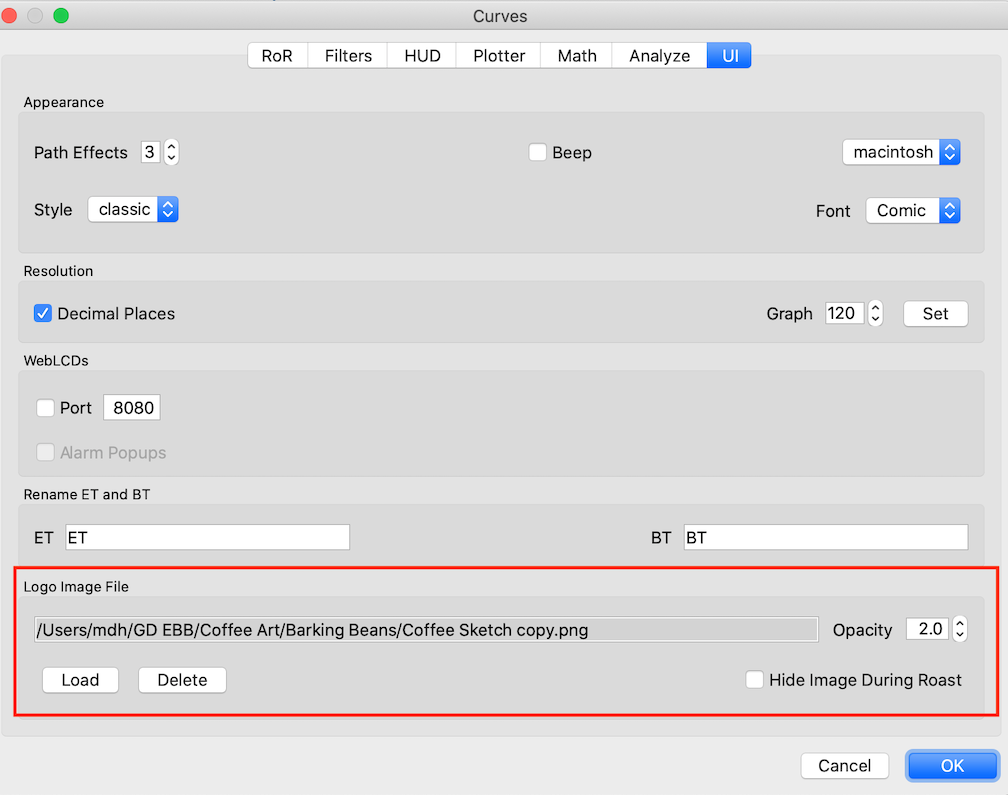 Curves
RoR Filters HUD Plotter Math Analyze UI
Appearance
Path Effects 3 Beep macintosh
Style classic Font Comic
Resolution
Decimal Places Graph 120 Set
WebLCDs
Port 8080
Alarm Popups
Rename ET and BT
ET ET BT BT
Logo Image File
/Users/mdh/GD EBB/Coffee Art/Barking Beans/Coffee Sketch copy.png Opacity 2.0
Load Delete Hide Image During Roast
Cancel OK